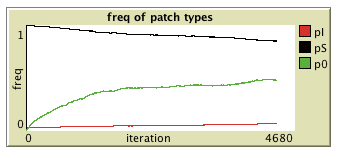 freq of patch types
1
freq
0
0 iteration 4680
pI
pS
p0